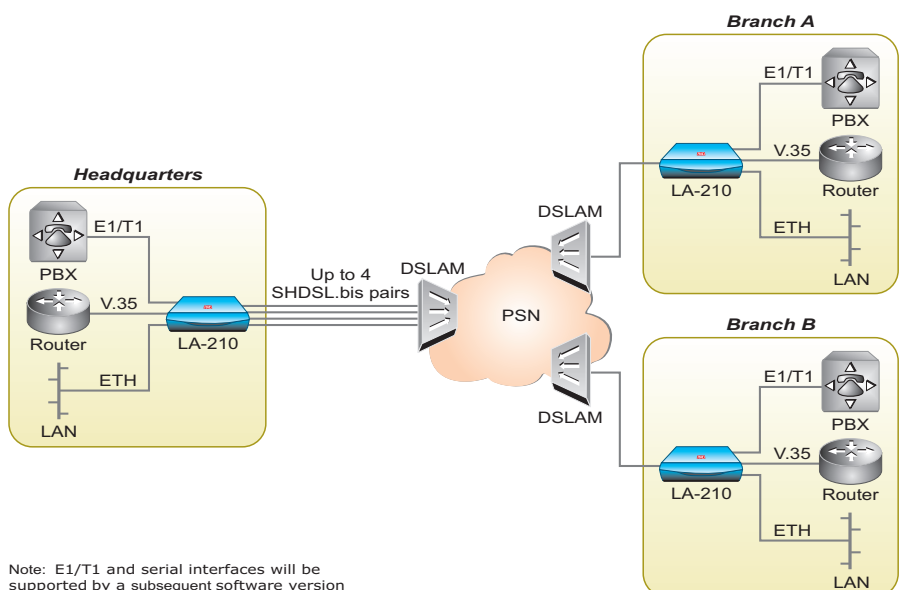 Headquarters
PBX
E1/T1
V.35
Router
LA-210
ETH
LAN
Up to 4
SHDSL.bis pairs
DSLAM
PSN
DSLAM
DSLAM
Branch A
E1/T1
PBX
V.35
LA-210
Router
ETH
LAN
Branch B
E1/T1
PBX
V.35
LA-210
Router
ETH
LAN
Note: E1/T1 and serial interfaces will be
supported by a subsequent software version